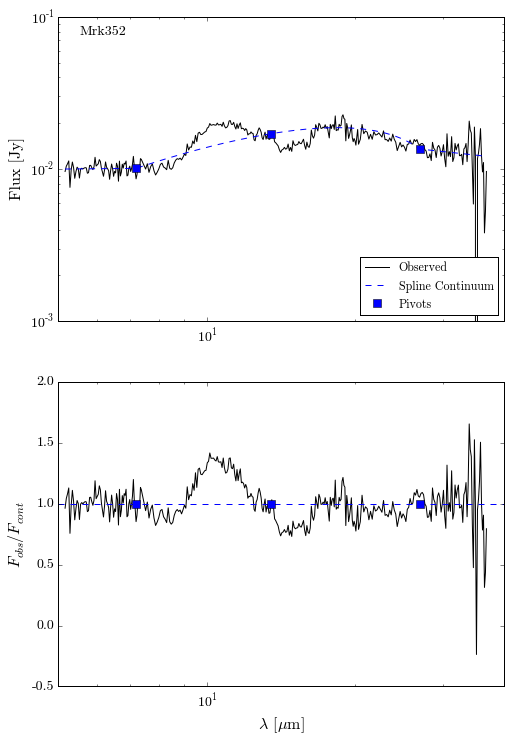 Mrk352
10^-1
10^-2
10^-3
Flux [Jy]
Observed
Spline Continuum
Pivots
10^1
2.0
1.5
1.0
0.5
0.0
-0.5
F_obs/F_cont
10^1
λ [μm]